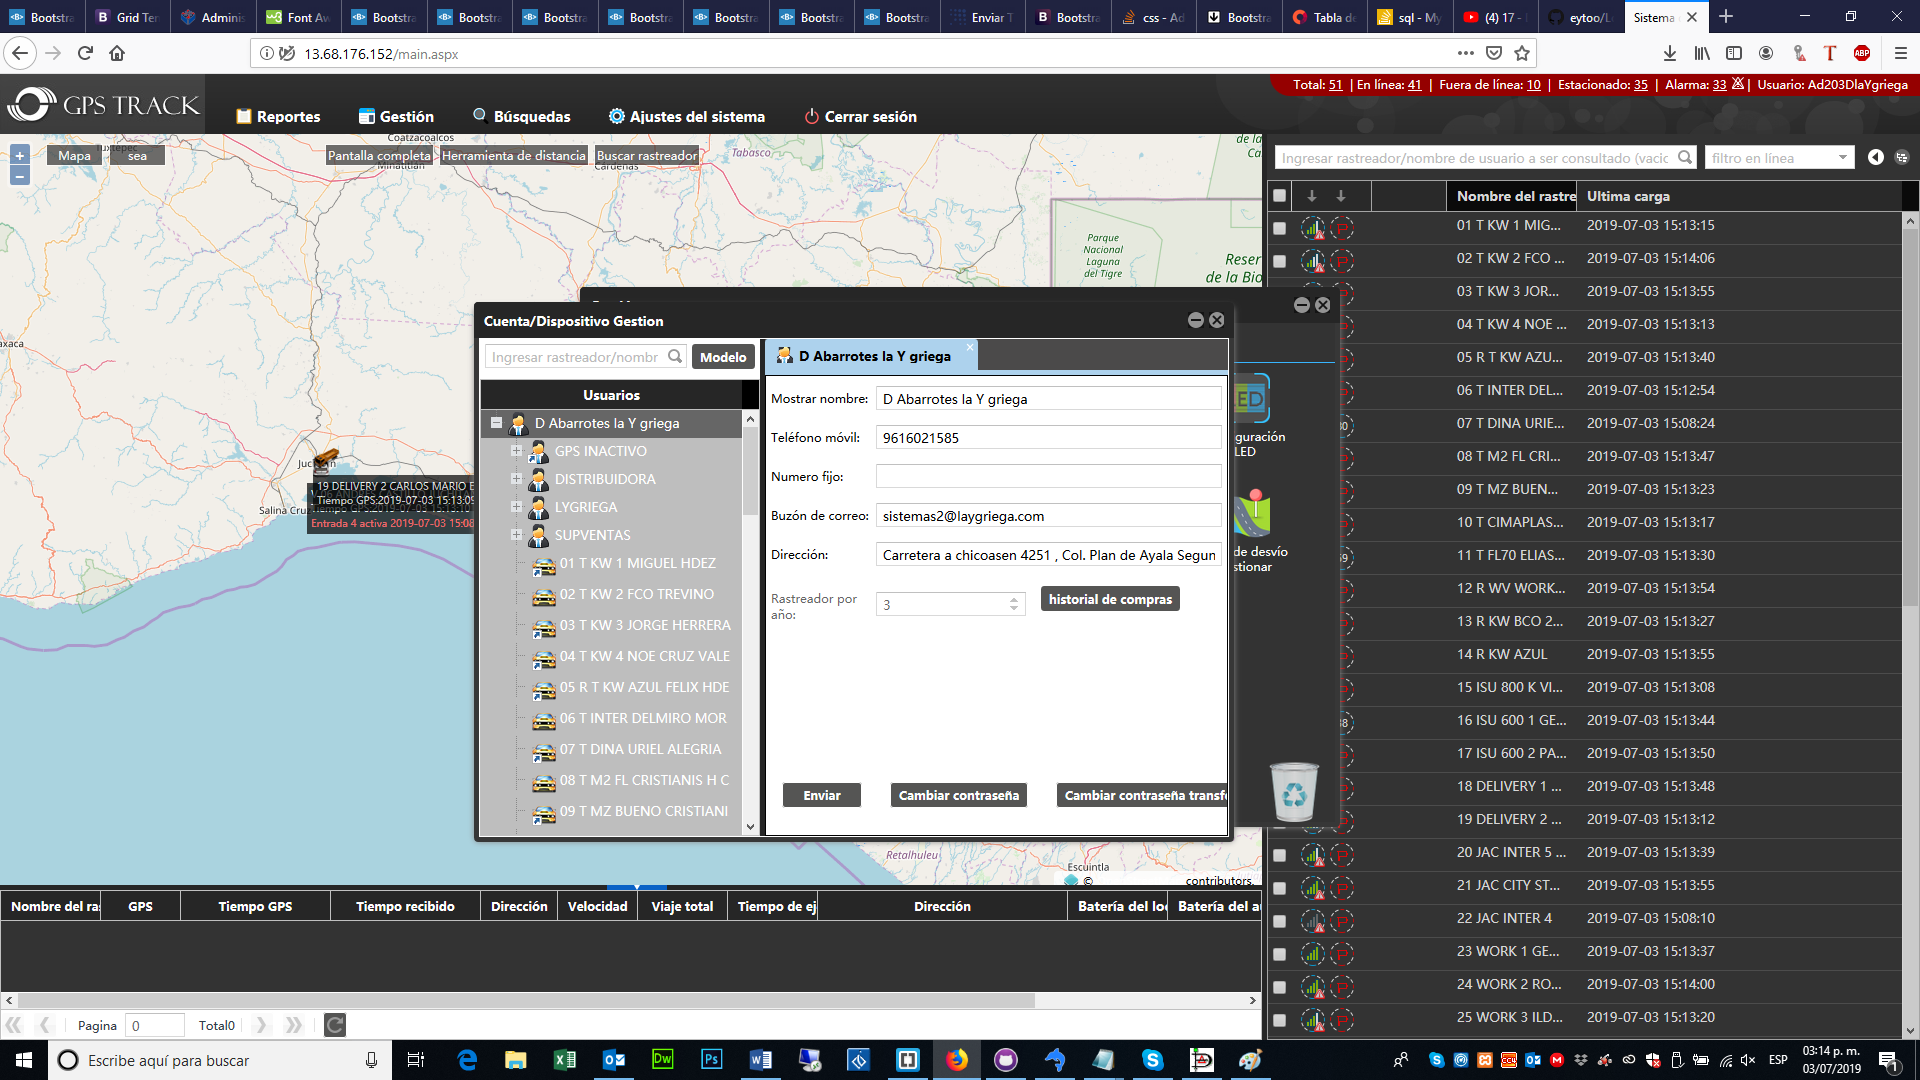 Bootstra
Grid Ter
Adminis
Font Aw
Bootstra
Bootstra
Bootstra
Bootstra
Bootstra
Bootstra
Bootstra
Enviar T
Bootstra
css - Ad
Bootstra
Tabla de
sql - My
(4) 17 -
eytoo/L
Sistema
13.68.176.152/main.aspx
Total: 51 | En línea: 41 | Fuera de línea: 10 | Estacionado: 35 | Alarma: 33 | Usuario: Ad203DlaYgriega
GPS TRACK
Reportes
Gestión
Búsquedas
Ajustes del sistema
Cerrar sesión
Mapa
sea
Pantalla completa
Herramienta de distancia
Buscar rastreador
Coatzacoalcos
Minatitlan
Cárdenas
Tabasco
Parque
Nacional
Laguna
del Tigre
Reser
de la Bio
axaca
Salina Cruz
19 DELIVERY 2 CARLOS MARIO E
Tiempo GPS:2019-07-03 15:13:09
Entrada 4 activa 2019-07-03 15:08
Retalhuleu
Escuintla
© contributors.
Ingresar rastreador/nombre de usuario a ser consultado (vacic
filtro en línea
Nombre del rastre
Ultima carga
01 T KW 1 MIG... 2019-07-03 15:13:15
02 T KW 2 FCO ... 2019-07-03 15:14:06
03 T KW 3 JOR... 2019-07-03 15:13:55
04 T KW 4 NOE ... 2019-07-03 15:13:13
05 R T KW AZU... 2019-07-03 15:13:40
06 T INTER DEL... 2019-07-03 15:12:54
07 T DINA URIE... 2019-07-03 15:08:24
08 T M2 FL CRI... 2019-07-03 15:13:47
09 T MZ BUEN... 2019-07-03 15:13:23
10 T CIMAPLAS... 2019-07-03 15:13:17
11 T FL70 ELIAS... 2019-07-03 15:13:30
12 R WV WORK... 2019-07-03 15:13:54
13 R KW BCO 2... 2019-07-03 15:13:27
14 R KW AZUL 2019-07-03 15:13:55
15 ISU 800 K VI... 2019-07-03 15:13:08
16 ISU 600 1 GE... 2019-07-03 15:13:44
17 ISU 600 2 PA... 2019-07-03 15:13:50
18 DELIVERY 1 ... 2019-07-03 15:13:48
19 DELIVERY 2 ... 2019-07-03 15:13:12
20 JAC INTER 5 ... 2019-07-03 15:13:39
21 JAC CITY ST... 2019-07-03 15:13:55
22 JAC INTER 4 2019-07-03 15:08:10
23 WORK 1 GE... 2019-07-03 15:13:37
24 WORK 2 RO... 2019-07-03 15:14:00
25 WORK 3 ILD... 2019-07-03 15:13:20
Cuenta/Dispositivo Gestion
Ingresar rastreador/nombr
Modelo
Usuarios
D Abarrotes la Y griega
GPS INACTIVO
DISTRIBUIDORA
LYGRIEGA
SUPVENTAS
01 T KW 1 MIGUEL HDEZ
02 T KW 2 FCO TREVINO
03 T KW 3 JORGE HERRERA
04 T KW 4 NOE CRUZ VALE
05 R T KW AZUL FELIX HDE
06 T INTER DELMIRO MOR
07 T DINA URIEL ALEGRIA
08 T M2 FL CRISTIANIS H C
09 T MZ BUENO CRISTIANI
D Abarrotes la Y griega
Mostrar nombre: D Abarrotes la Y griega
Teléfono móvil: 9616021585
Numero fijo:
Buzón de correo: sistemas2@laygriega.com
Dirección: Carretera a chicoasen 4251 , Col. Plan de Ayala Segun
Rastreador por
año:
3
historial de compras
Enviar
Cambiar contraseña
Cambiar contraseña transfe
guración
LED
de desvío
stionar
Nombre del ra
GPS
Tiempo GPS
Tiempo recibido
Dirección
Velocidad
Viaje total
Tiempo de ej
Dirección
Batería del loc
Batería del au
Pagina 0 Total0
Escribe aquí para buscar
ESP
03:14 p. m.
03/07/2019